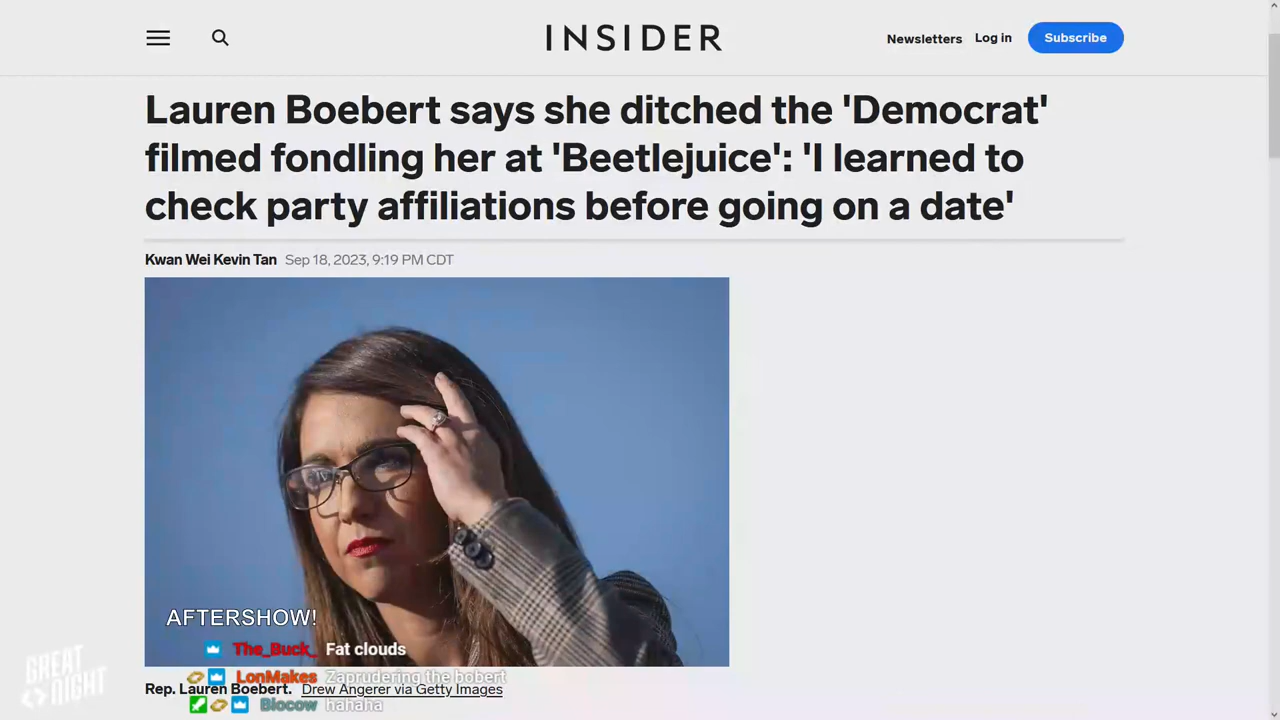 INSIDER
Newsletters
Log in
Subscribe
Lauren Boebert says she ditched the 'Democrat'
filmed fondling her at 'Beetlejuice': 'I learned to
check party affiliations before going on a date'
Kwan Wei Kevin Tan Sep 18, 2023, 9:19 PM CDT
AFTERSHOW!
The_Buck_ Fat clouds
LonMakes Zaprudering the bobert
Rep. Lauren Boebert. Drew Angerer via Getty Images
Biocow hahaha
GREAT
NIGHT